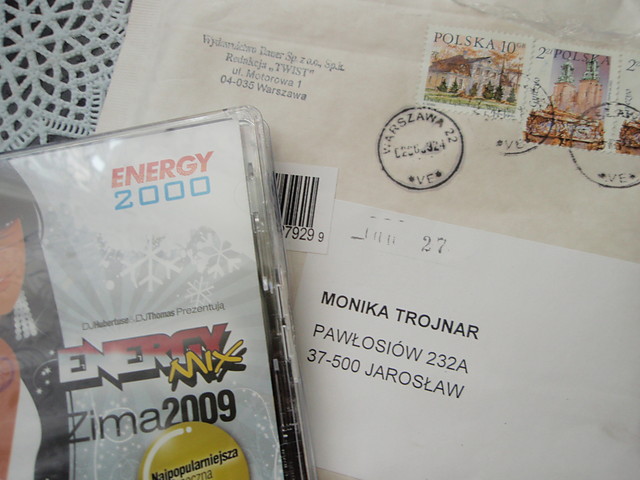 Wydawnictwo Bauer Sp. z o.o., Sp.k.
Redakcja „TWIST"
ul. Motorowa 1
04-035 Warszawa
POLSKA 10
POLSKA
WARSZAWA 22
*VE*
*VE*
*VE*
7929 9
27
MONIKA TROJNAR
PAWŁOSIÓW 232A
37-500 JAROSŁAW
ENERGY
2000
DJ Hubertuse & DJ Thomas Prezentują
ENERGY
MIX
Zima2009
Najpopularniejsza